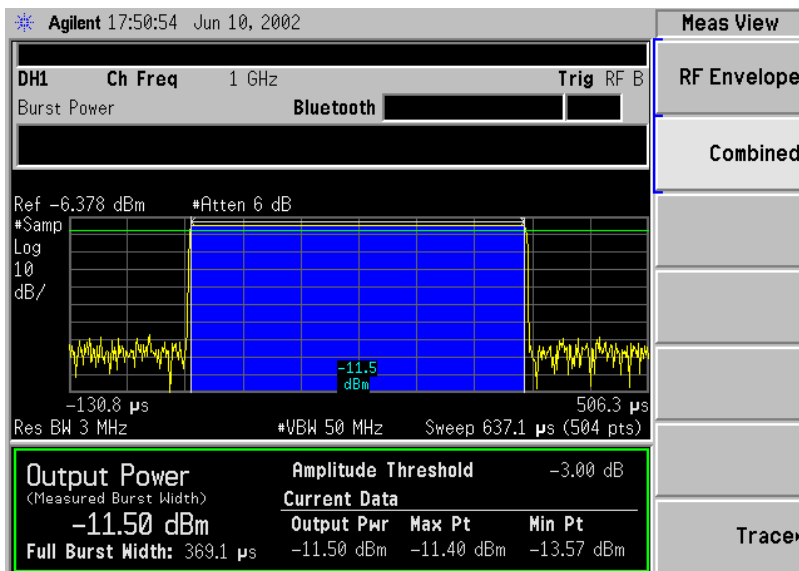 Agilent 17:50:54 Jun 10, 2002
Meas View
DH1 Ch Freq 1 GHz Trig RF B
Burst Power Bluetooth
RF Envelope
Combined
Ref -6.378 dBm #Atten 6 dB
#Samp
Log
10
dB/
-11.5
dBm
-130.8 µs 506.3 µs
Res BW 3 MHz #VBW 50 MHz Sweep 637.1 µs (504 pts)
Output Power
(Measured Burst Width)
-11.50 dBm
Full Burst Width: 369.1 µs
Amplitude Threshold -3.00 dB
Current Data
Output Pwr Max Pt Min Pt
-11.50 dBm -11.40 dBm -13.57 dBm
Trace